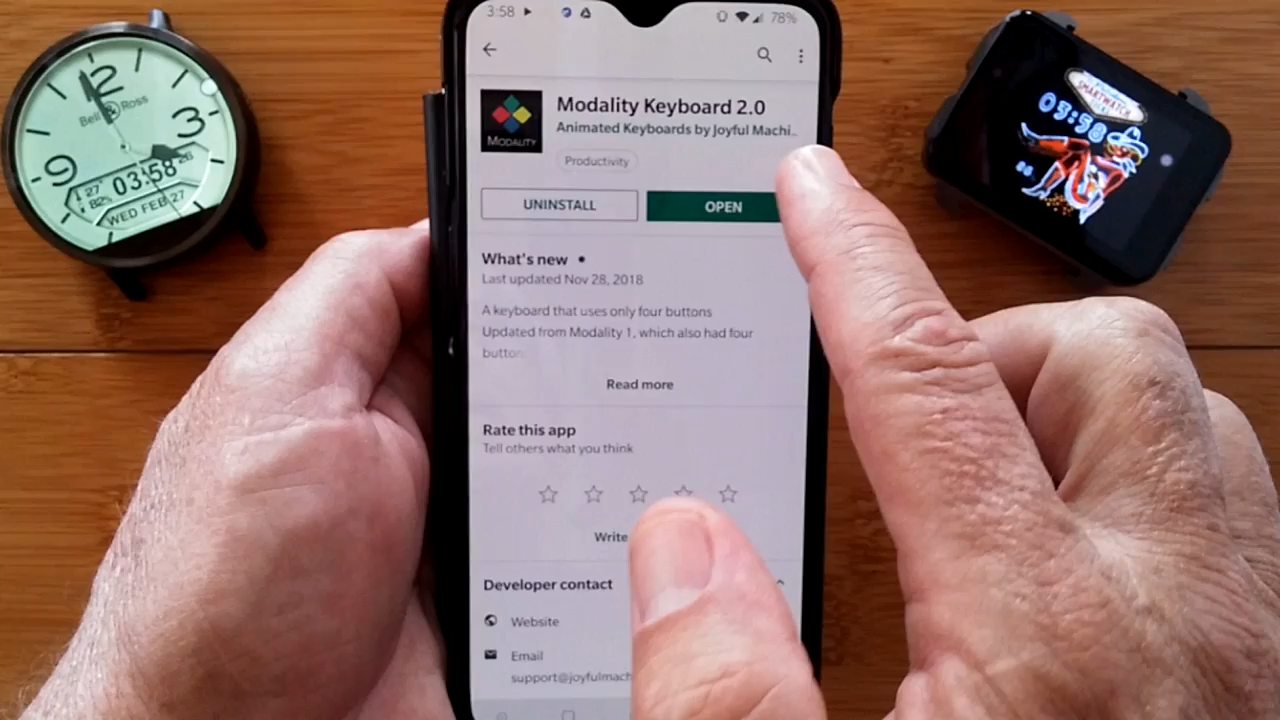 12
Bell & Ross
3
9
03:58
26
27
82%
WED FEB 27
3:58
78%
MODALITY
Modality Keyboard 2.0
Animated Keyboards by Joyful Machi..
Productivity
UNINSTALL
OPEN
What's new
Last updated Nov 28, 2018
A keyboard that uses only four buttons
Updated from Modality 1, which also had four
button
Read more
Rate this app
Tell others what you think
Write
Developer contact
Website
Email
support@joyfulmach
SMARTWATCH
03:58